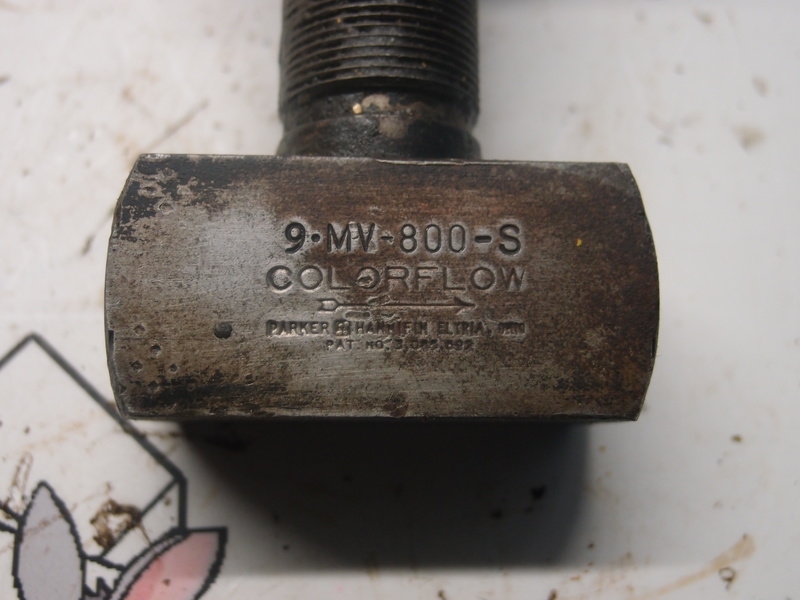 9·MV-800-S
COLORFLOW
PARKER HANNIFIN ELYRIA, OHIO
PAT NO.